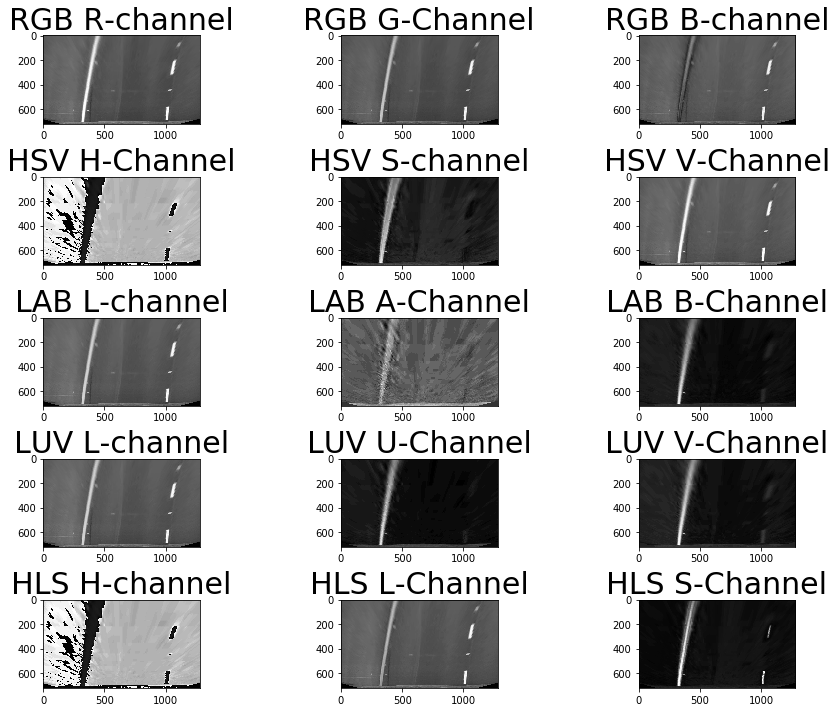 RGB R-channel RGB G-channel RGB B-channel
0 0 0
200 200 200
400 400 400
600 600 600
0 500 1000 0 500 1000 0 500 1000
HSV H-Channel HSV S-channel HSV V-Channel
0 0 0
200 200 200
400 400 400
600 600 600
0 500 1000 0 500 1000 0 500 1000
LAB L-channel LAB A-Channel LAB B-Channel
0 0 0
200 200 200
400 400 400
600 600 600
0 500 1000 0 500 1000 0 500 1000
LUV L-channel LUV U-Channel LUV V-Channel
0 0 0
200 200 200
400 400 400
600 600 600
0 500 1000 0 500 1000 0 500 1000
HLS H-channel HLS L-Channel HLS S-Channel
0 0 0
200 200 200
400 400 400
600 600 600
0 500 1000 0 500 1000 0 500 1000